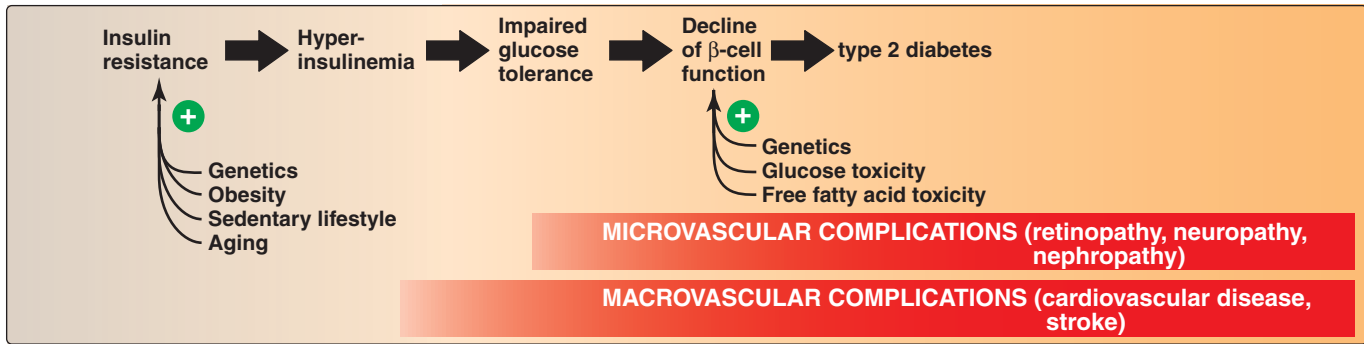 Insulin
resistance
Hyper-
insulinemia
Impaired
glucose
tolerance
Decline
of β-cell
function
type 2 diabetes
+
Genetics
Obesity
Sedentary lifestyle
Aging
+
Genetics
Glucose toxicity
Free fatty acid toxicity
MICROVASCULAR COMPLICATIONS (retinopathy, neuropathy,
nephropathy)
MACROVASCULAR COMPLICATIONS (cardiovascular disease,
stroke)